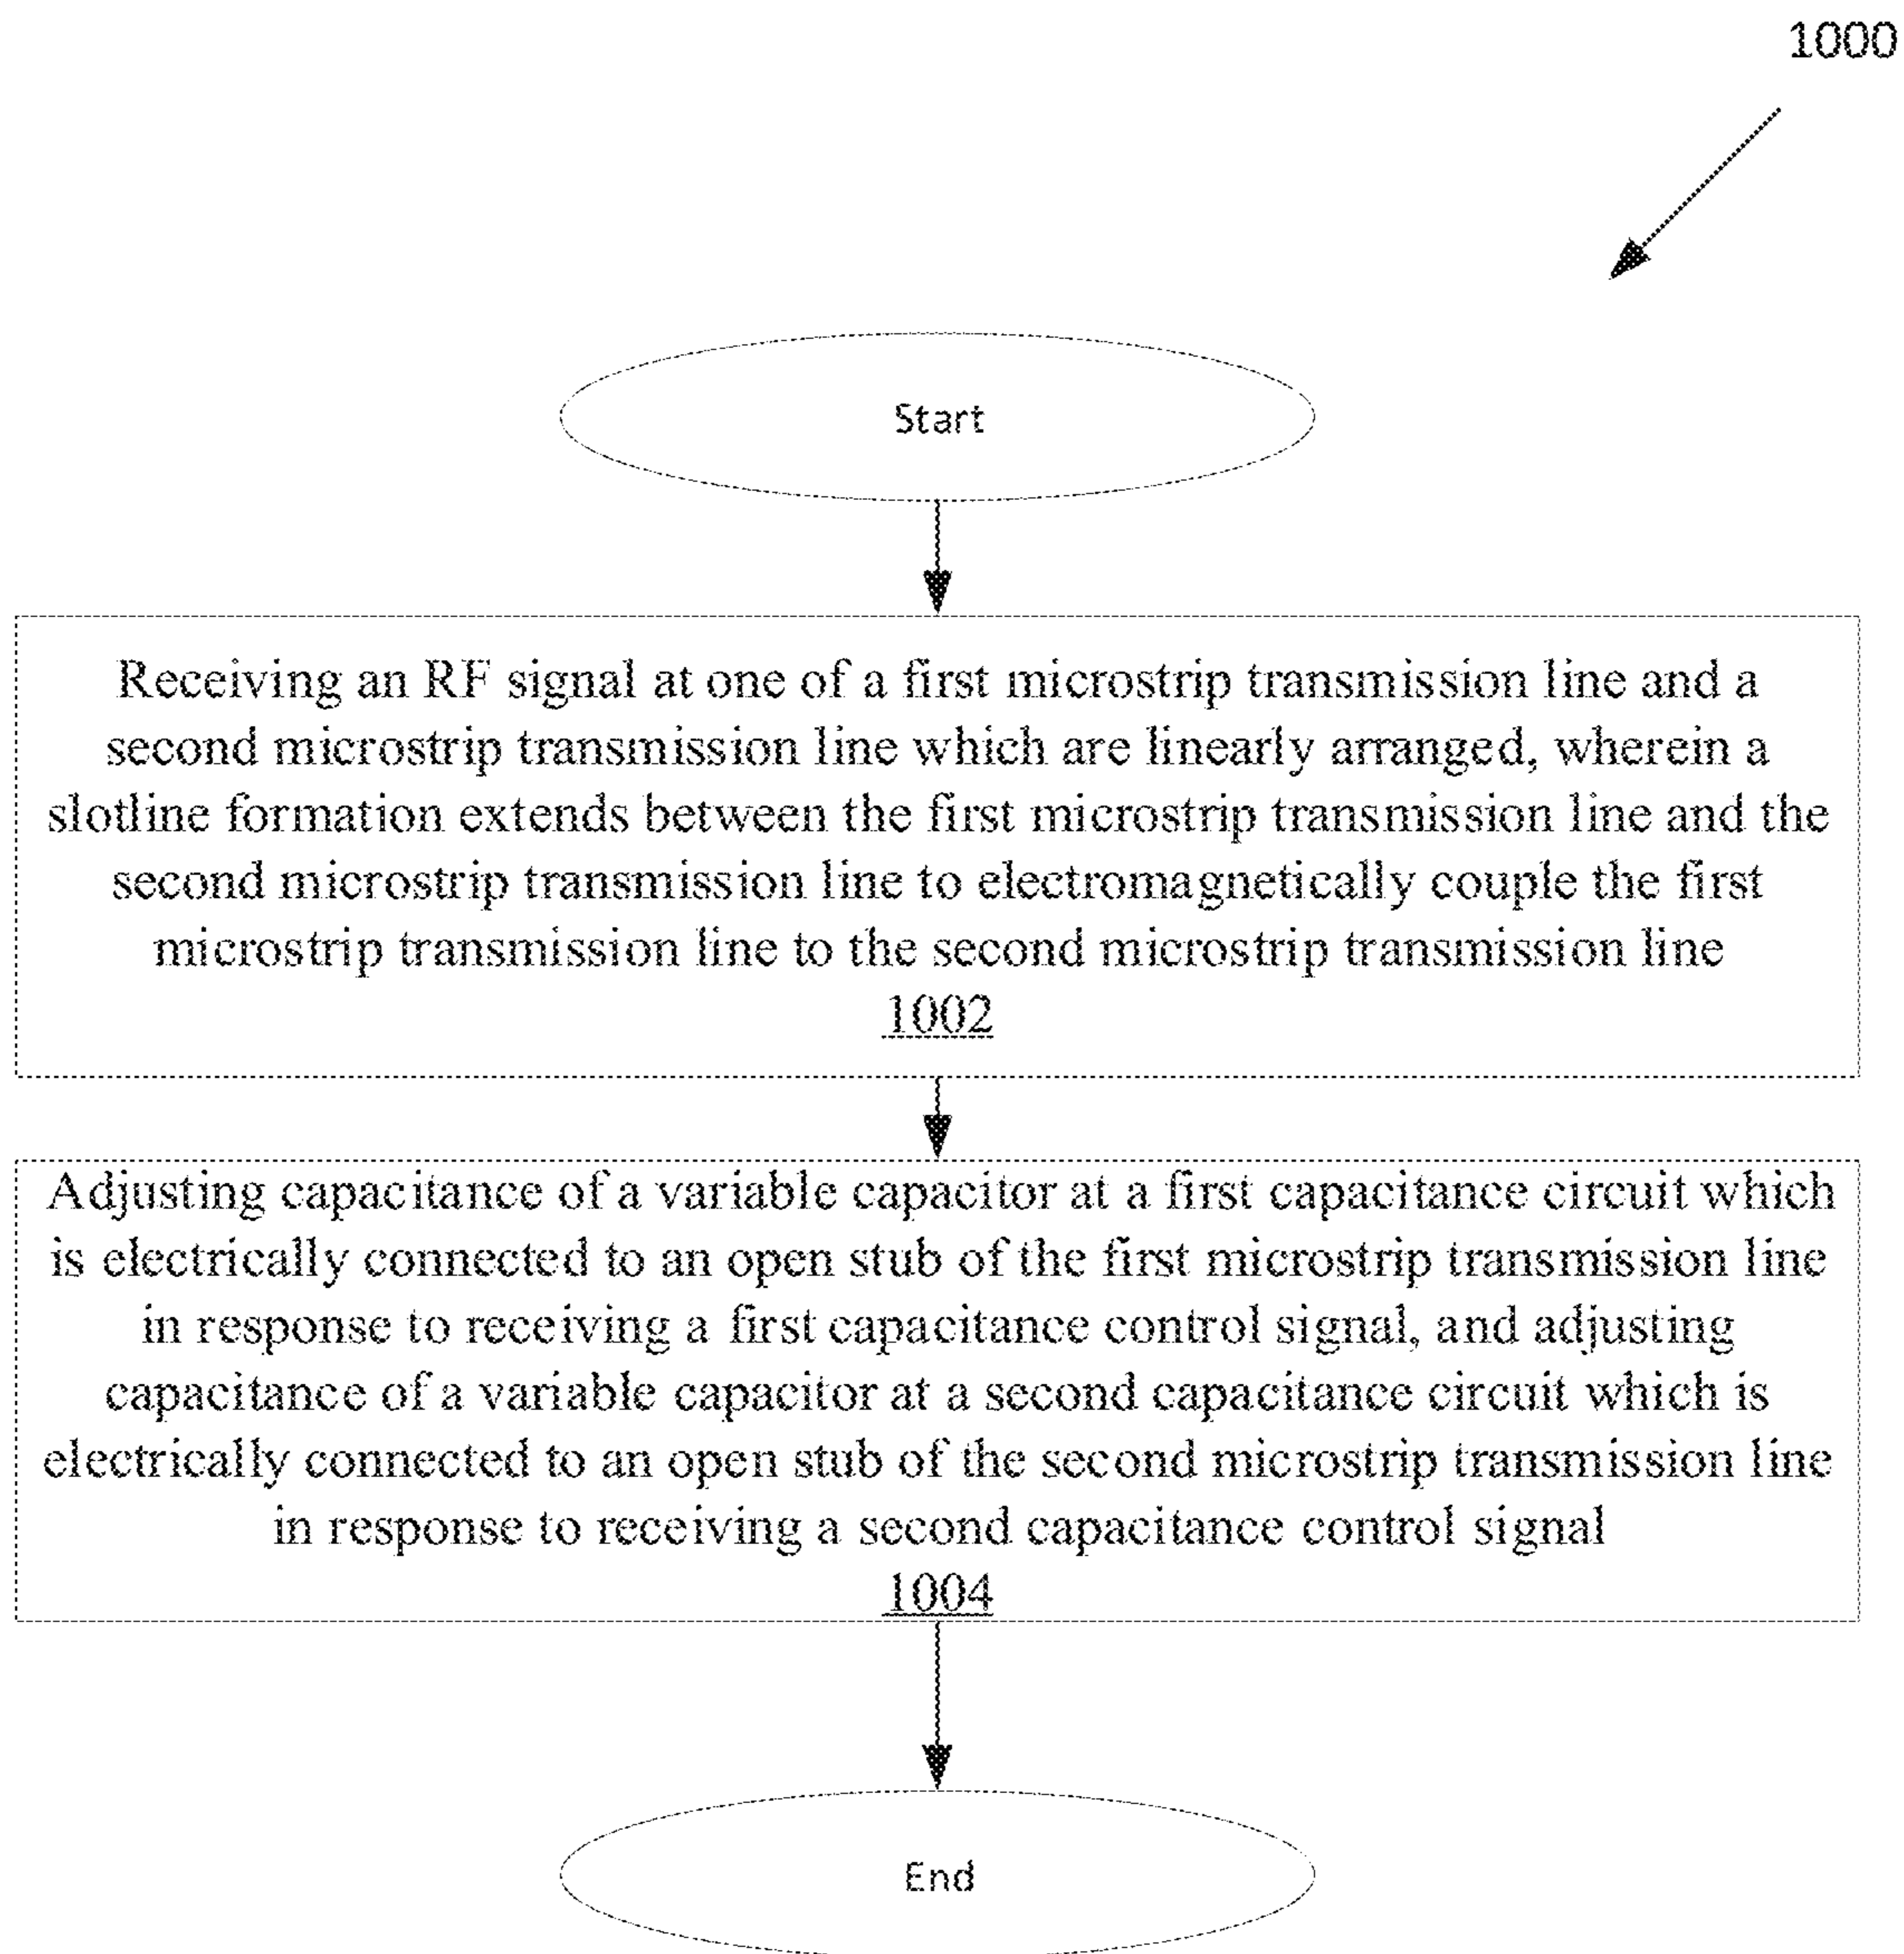 1000
Start
Receiving an RF signal at one of a first microstrip transmission line and a
second microstrip transmission line which are linearly arranged, wherein a
slotline formation extends between the first microstrip transmission line and the
second microstrip transmission line to electromagnetically couple the first
microstrip transmission line to the second microstrip transmission line
1002
Adjusting capacitance of a variable capacitor at a first capacitance circuit which
is electrically connected to an open stub of the first microstrip transmission line
in response to receiving a first capacitance control signal, and adjusting
capacitance of a variable capacitor at a second capacitance circuit which is
electrically connected to an open stub of the second microstrip transmission line
in response to receiving a second capacitance control signal
1004
End